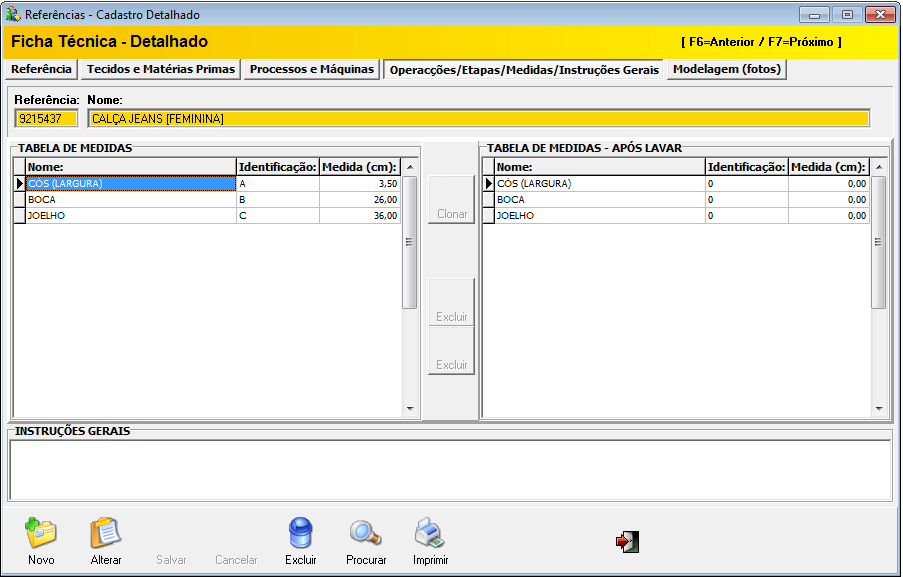 Referências - Cadastro Detalhado
Ficha Técnica - Detalhado
[ F6=Anterior / F7=Próximo ]
Referência Tecidos e Matérias Primas Processos e Máquinas Operacções/Etapas/Medidas/Instruções Gerais Modelagem (fotos)
Referência: Nome:
9215437 CALÇA JEANS [FEMININA]
TABELA DE MEDIDAS
Nome: Identificação: Medida (cm):
CÓS (LARGURA) A 3,50
BOCA B 26,00
JOELHO C 36,00
Clonar
Excluir
Excluir
TABELA DE MEDIDAS - APÓS LAVAR
Nome: Identificação: Medida (cm):
CÓS (LARGURA) 0 0,00
BOCA 0 0,00
JOELHO 0 0,00
INSTRUÇÕES GERAIS
Novo Alterar Salvar Cancelar Excluir Procurar Imprimir